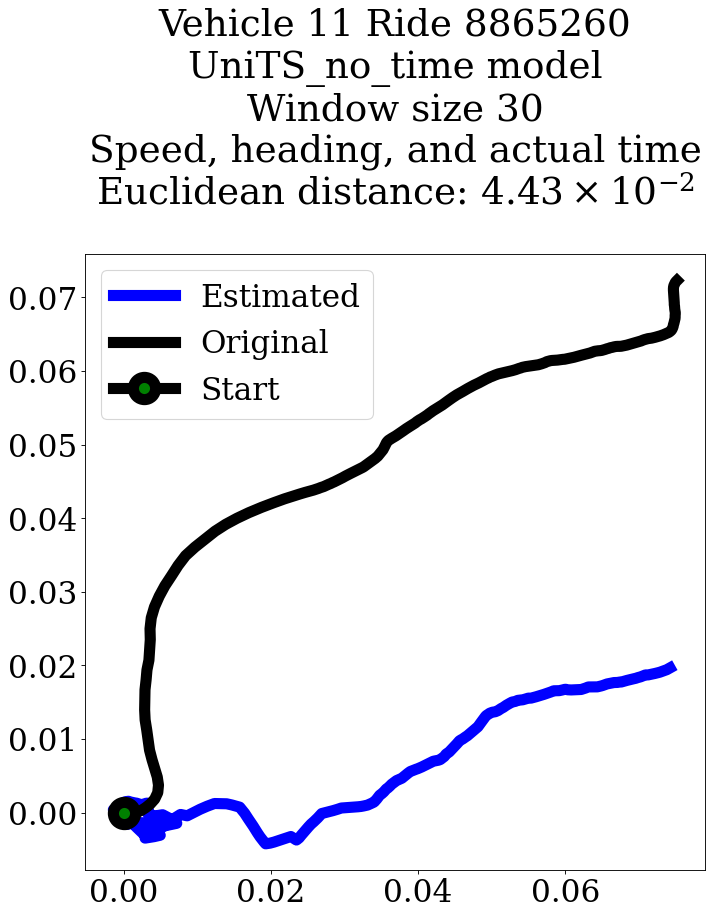 Vehicle 11 Ride 8865260
UniTS_no_time model
Window size 30
Speed, heading, and actual time
Euclidean distance: 4.43 × 10⁻²
Estimated
Original
Start
0.07
0.06
0.05
0.04
0.03
0.02
0.01
0.00
0.00 0.02 0.04 0.06